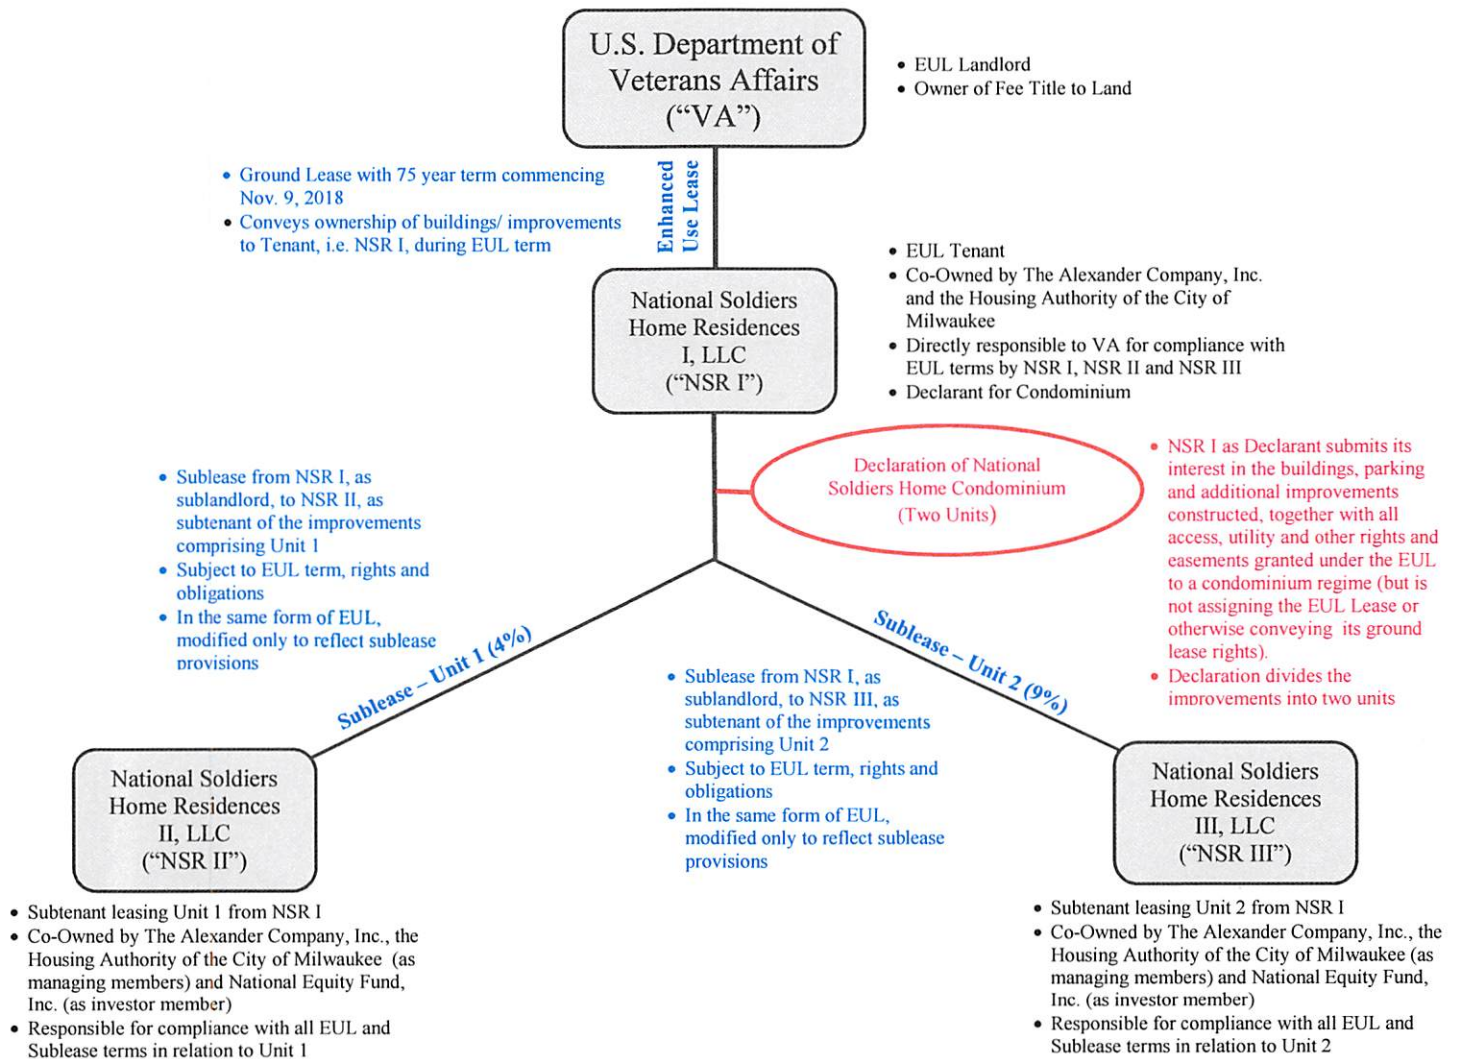 U.S. Department of
Veterans Affairs
(“VA”)
• EUL Landlord
• Owner of Fee Title to Land
• Ground Lease with 75 year term commencing
Nov. 9, 2018
• Conveys ownership of buildings/ improvements
to Tenant, i.e. NSR I, during EUL term
Enhanced
Use Lease
National Soldiers
Home Residences
I, LLC
(“NSR I”)
• EUL Tenant
• Co-Owned by The Alexander Company, Inc.
and the Housing Authority of the City of
Milwaukee
• Directly responsible to VA for compliance with
EUL terms by NSR I, NSR II and NSR III
• Declarant for Condominium
Declaration of National
Soldiers Home Condominium
(Two Units)
• NSR I as Declarant submits its
interest in the buildings, parking
and additional improvements
constructed, together with all
access, utility and other rights and
easements granted under the EUL
to a condominium regime (but is
not assigning the EUL Lease or
otherwise conveying its ground
lease rights).
• Declaration divides the
improvements into two units
• Sublease from NSR I, as
sublandlord, to NSR II, as
subtenant of the improvements
comprising Unit 1
• Subject to EUL term, rights and
obligations
• In the same form of EUL,
modified only to reflect sublease
provisions
Sublease – Unit 1 (4%)
Sublease – Unit 2 (9%)
• Sublease from NSR I, as
sublandlord, to NSR III, as
subtenant of the improvements
comprising Unit 2
• Subject to EUL term, rights and
obligations
• In the same form of EUL,
modified only to reflect sublease
provisions
National Soldiers
Home Residences
II, LLC
(“NSR II”)
• Subtenant leasing Unit 1 from NSR I
• Co-Owned by The Alexander Company, Inc., the
Housing Authority of the City of Milwaukee (as
managing members) and National Equity Fund,
Inc. (as investor member)
• Responsible for compliance with all EUL and
Sublease terms in relation to Unit 1
National Soldiers
Home Residences
III, LLC
(“NSR III”)
• Subtenant leasing Unit 2 from NSR I
• Co-Owned by The Alexander Company, Inc., the
Housing Authority of the City of Milwaukee (as
managing members) and National Equity Fund,
Inc. (as investor member)
• Responsible for compliance with all EUL and
Sublease terms in relation to Unit 2